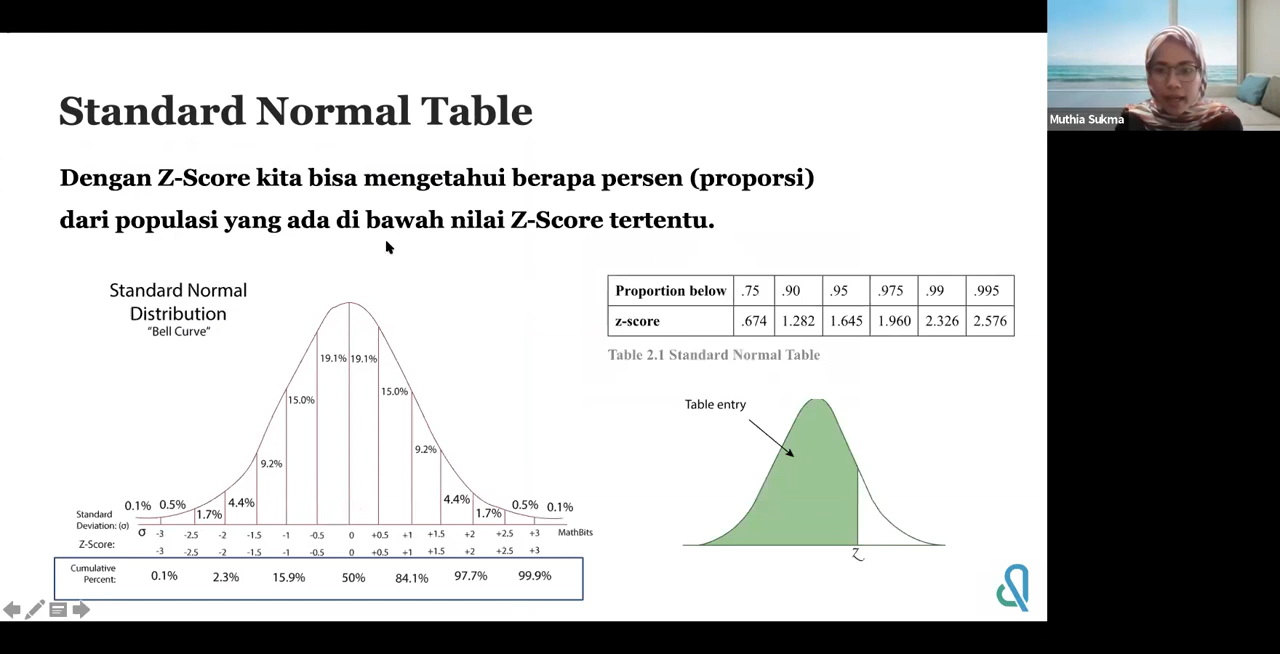 Standard Normal Table
Muthia Sukma
Dengan Z-Score kita bisa mengetahui berapa persen (proporsi)
dari populasi yang ada di bawah nilai Z-Score tertentu.
Standard Normal
Distribution
"Bell Curve"
19.1% 19.1%
15.0% 15.0%
9.2% 9.2%
4.4% 4.4%
1.7% 1.7%
0.1% 0.5% 0.5% 0.1%
Standard
Deviation: (σ) σ -3 -2.5 -2 -1.5 -1 -0.5 0 +0.5 +1 +1.5 +2 +2.5 +3 MathBits
Z-Score: -3 -2.5 -2 -1.5 -1 -0.5 0 +0.5 +1 +1.5 +2 +2.5 +3
Cumulative
Percent: 0.1% 2.3% 15.9% 50% 84.1% 97.7% 99.9%
Proportion below .75 .90 .95 .975 .99 .995
z-score .674 1.282 1.645 1.960 2.326 2.576
Table 2.1 Standard Normal Table
Table entry
z